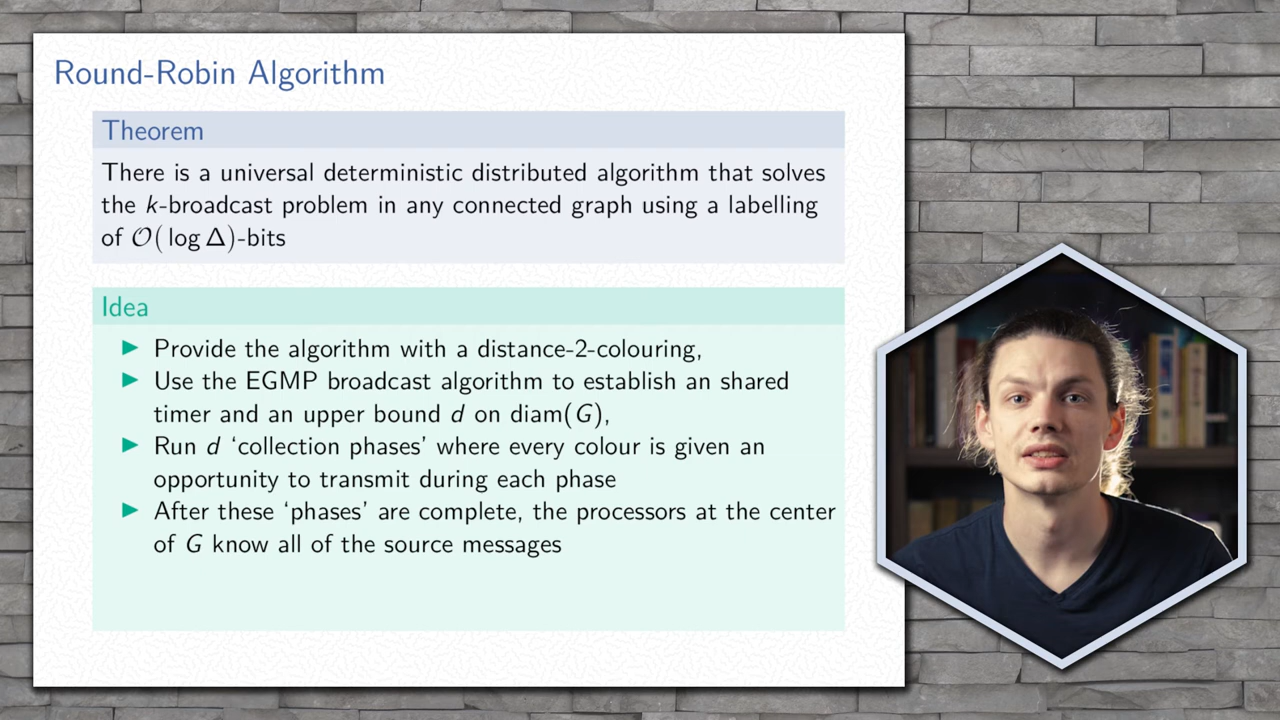 Round-Robin Algorithm
Theorem
There is a universal deterministic distributed algorithm that solves
the k-broadcast problem in any connected graph using a labelling
of 𝒪( log Δ)-bits
Idea
▶ Provide the algorithm with a distance-2-colouring,
▶ Use the EGMP broadcast algorithm to establish an shared
timer and an upper bound d on diam(G),
▶ Run d ‘collection phases’ where every colour is given an
opportunity to transmit during each phase
▶ After these ‘phases’ are complete, the processors at the center
of G know all of the source messages